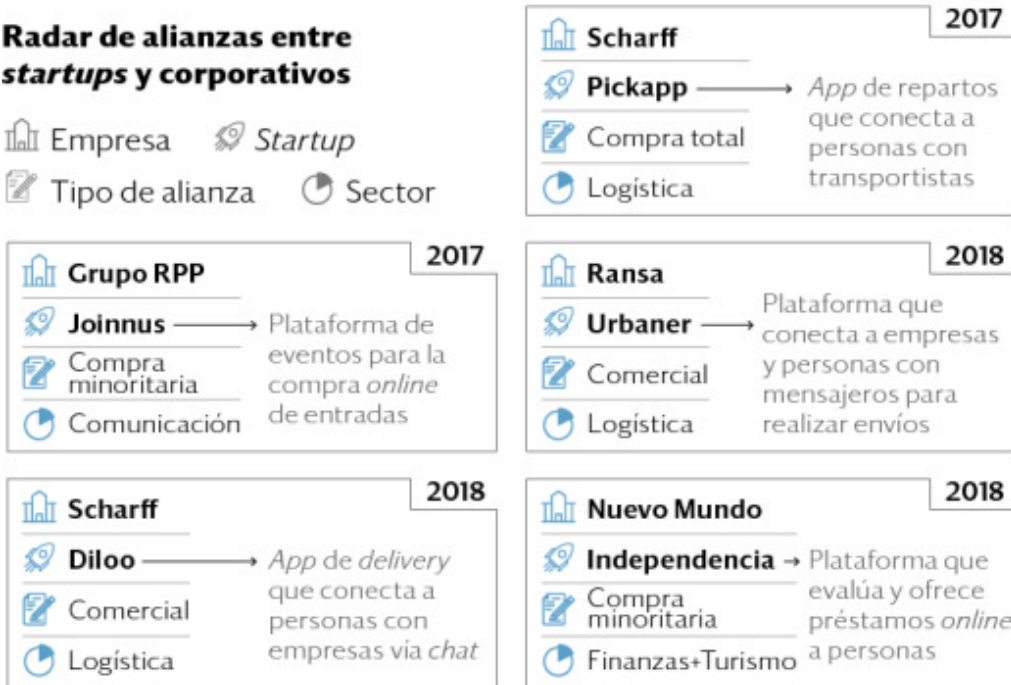 Radar de alianzas entre
startups y corporativos
Empresa
Startup
Tipo de alianza
Sector
2017
Scharff
Pickapp
Compra total
Logística
App de repartos
que conecta a
personas con
transportistas
2017
Grupo RPP
Joinnus
Compra
minoritaria
Comunicación
Plataforma de
eventos para la
compra online
de entradas
2018
Ransa
Urbaner
Comercial
Logística
Plataforma que
conecta a empresas
y personas con
mensajeros para
realizar envíos
2018
Scharff
Diloo
Comercial
Logística
App de delivery
que conecta a
personas con
empresas vía chat
2018
Nuevo Mundo
Independencia
Compra
minoritaria
Finanzas+Turismo
Plataforma que
evalúa y ofrece
préstamos online
a personas